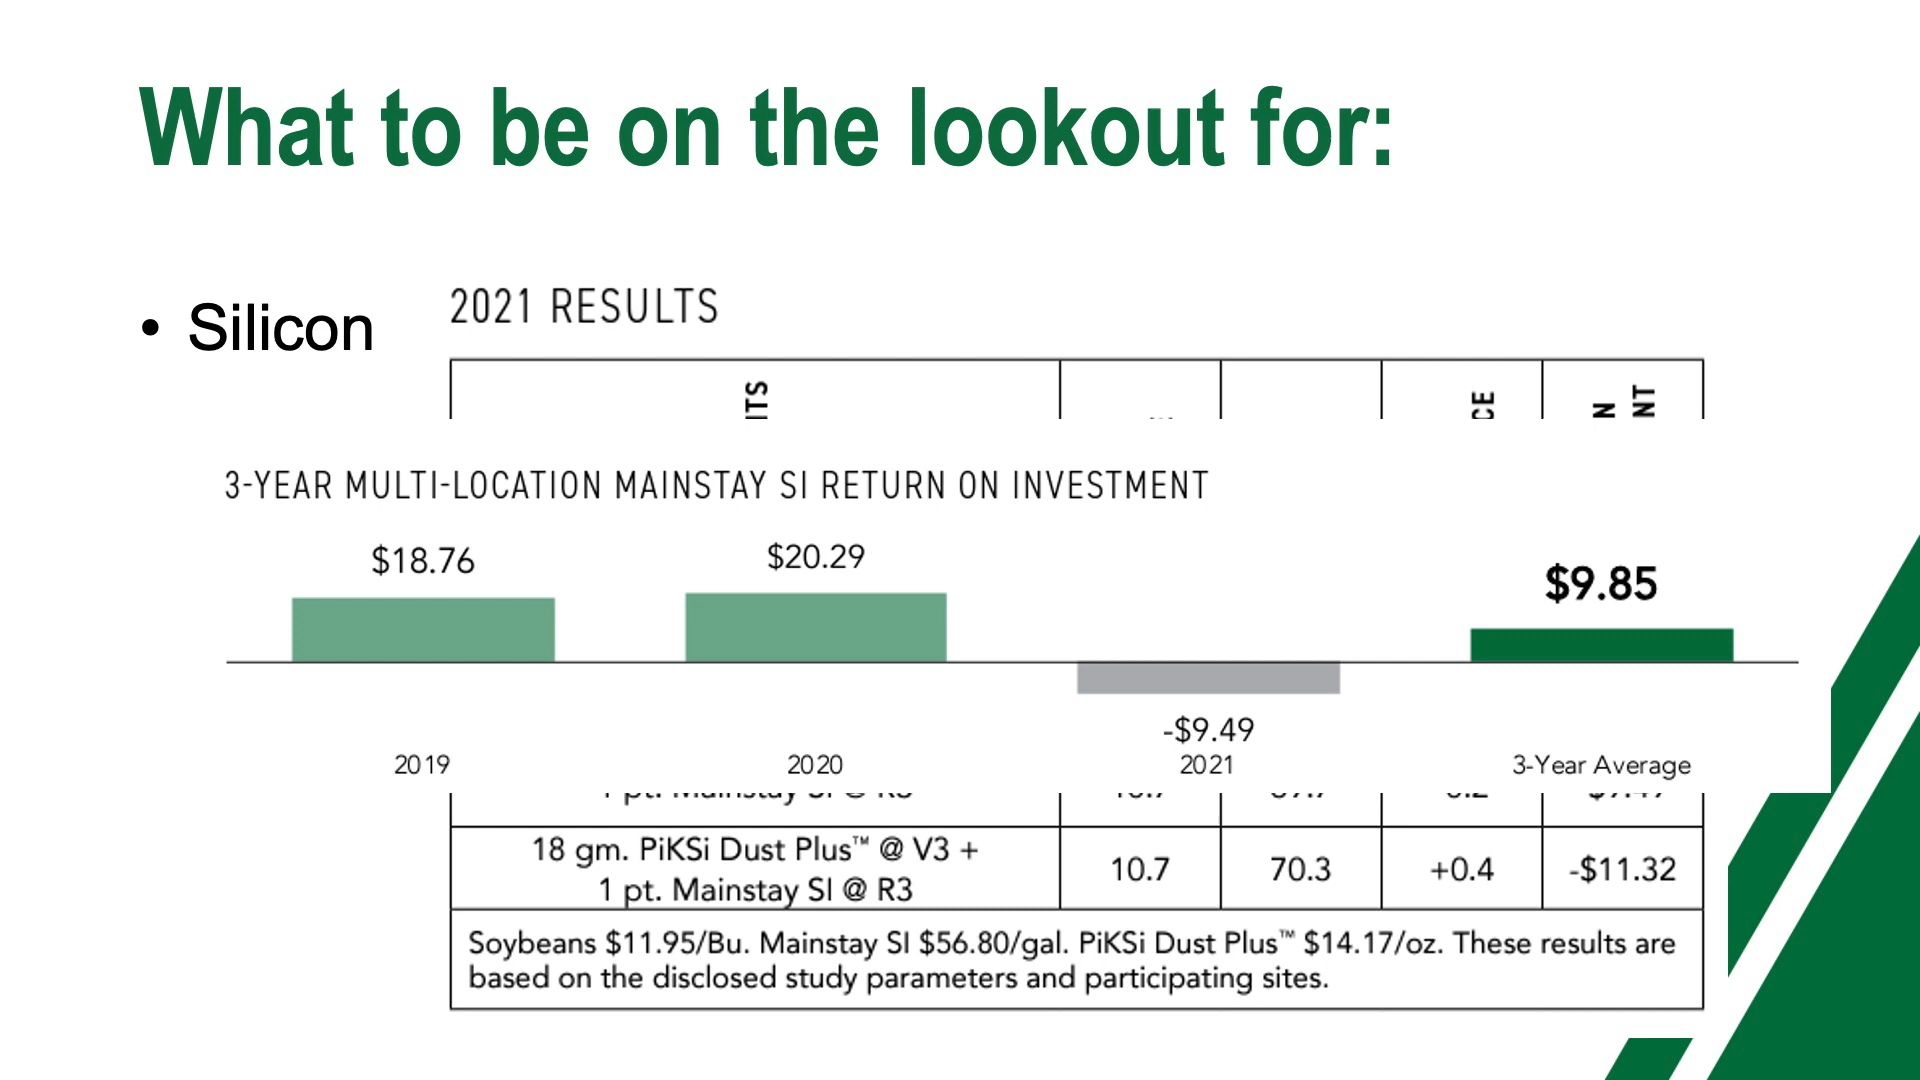 What to be on the lookout for:
• Silicon
2021 RESULTS
3-YEAR MULTI-LOCATION MAINSTAY SI RETURN ON INVESTMENT
$18.76
$20.29
$9.85
-$9.49
2019
2020
2021
3-Year Average
18 gm. PiKSi Dust Plus™ @ V3 +
1 pt. Mainstay SI @ R3
10.7
70.3
+0.4
-$11.32
Soybeans $11.95/Bu. Mainstay SI $56.80/gal. PiKSi Dust Plus™ $14.17/oz. These results are
based on the disclosed study parameters and participating sites.